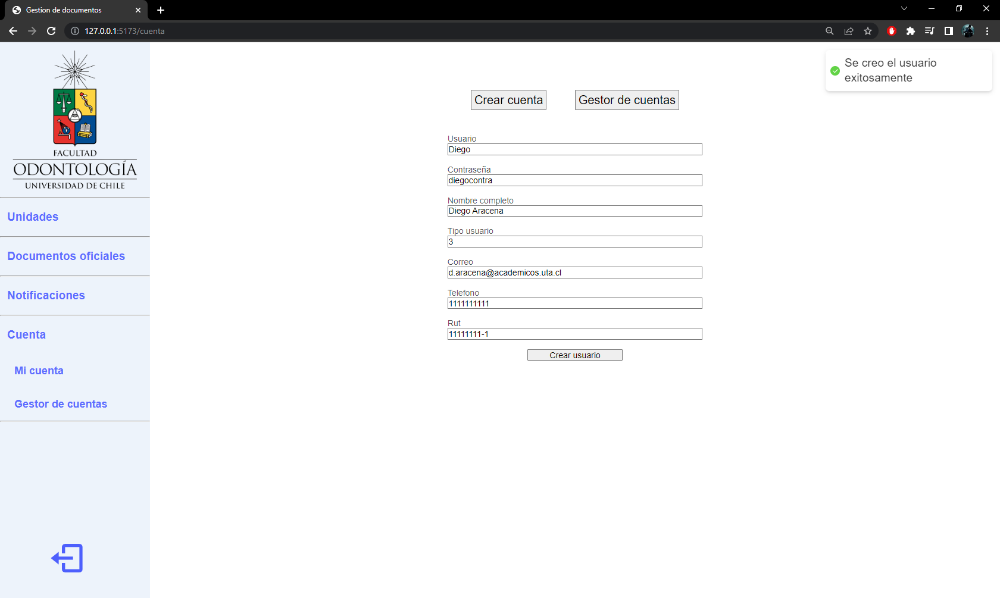 Gestion de documentos
127.0.0.1:5173/cuenta
Se creo el usuario
exitosamente
Crear cuenta
Gestor de cuentas
FACULTAD
ODONTOLOGÍA
UNIVERSIDAD DE CHILE
Unidades
Documentos oficiales
Notificaciones
Cuenta
Mi cuenta
Gestor de cuentas
Usuario
Diego
Contraseña
diegocontra
Nombre completo
Diego Aracena
Tipo usuario
3
Correo
d.aracena@academicos.uta.cl
Telefono
1111111111
Rut
11111111-1
Crear usuario